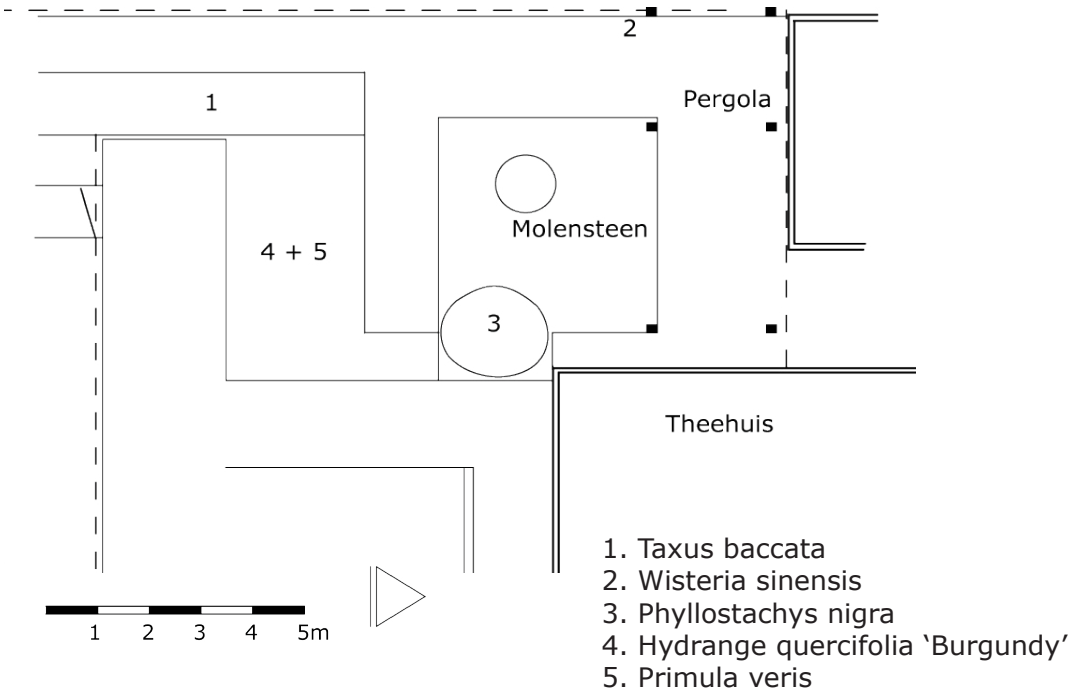 2
1
Pergola
Molensteen
4 + 5
3
Theehuis
1. Taxus baccata
2. Wisteria sinensis
3. Phyllostachys nigra
4. Hydrange quercifolia ‘Burgundy’
5. Primula veris
1 2 3 4 5m